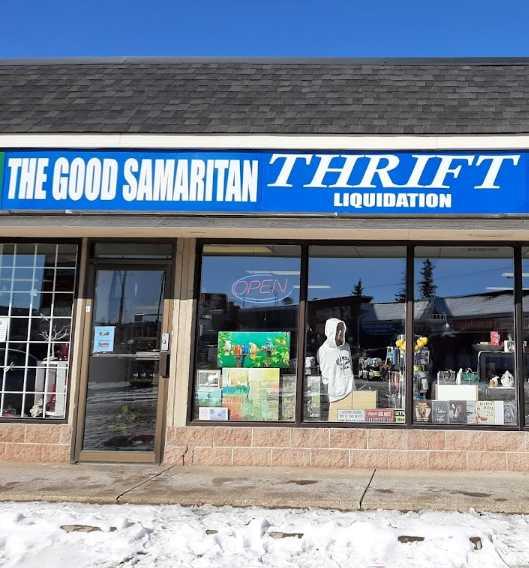 THE GOOD SAMARITAN THRIFT
LIQUIDATION
OPEN